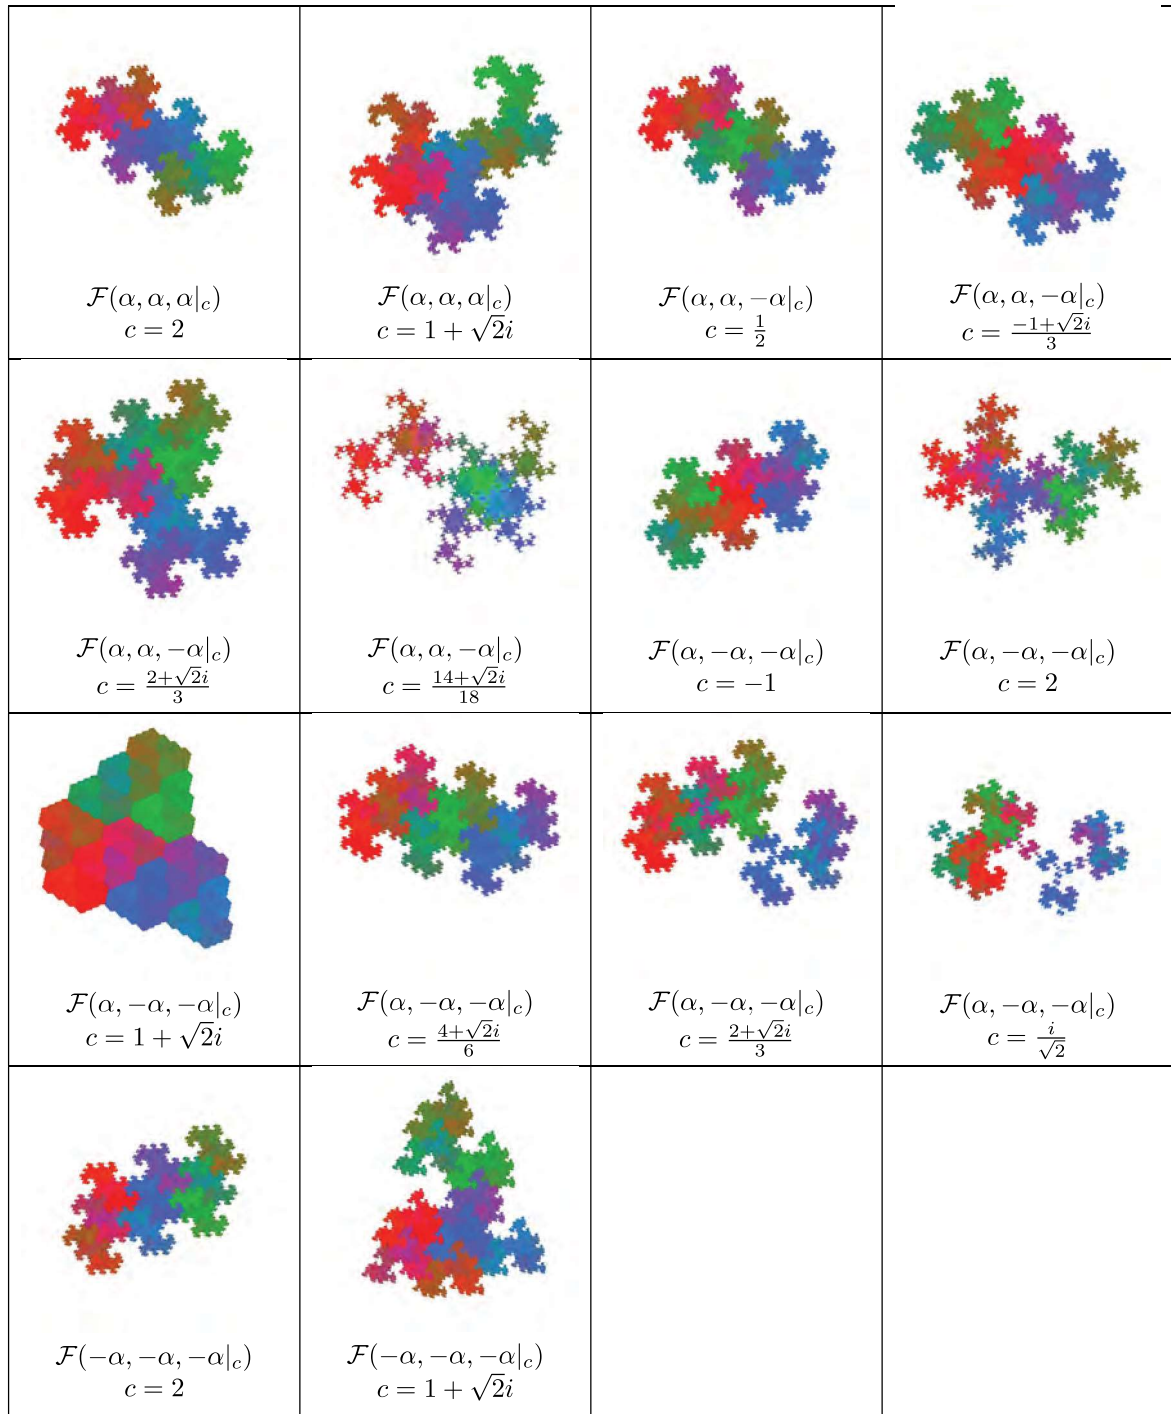 𝓕(α, α, α|_c)
c = 2
𝓕(α, α, α|_c)
c = 1 + √2i
𝓕(α, α, −α|_c)
c = 1/2
𝓕(α, α, −α|_c)
c = (−1+√2i)/3
𝓕(α, α, −α|_c)
c = (2+√2i)/3
𝓕(α, α, −α|_c)
c = (14+√2i)/18
𝓕(α, −α, −α|_c)
c = −1
𝓕(α, −α, −α|_c)
c = 2
𝓕(α, −α, −α|_c)
c = 1 + √2i
𝓕(α, −α, −α|_c)
c = (4+√2i)/6
𝓕(α, −α, −α|_c)
c = (2+√2i)/3
𝓕(α, −α, −α|_c)
c = i/√2
𝓕(−α, −α, −α|_c)
c = 2
𝓕(−α, −α, −α|_c)
c = 1 + √2i